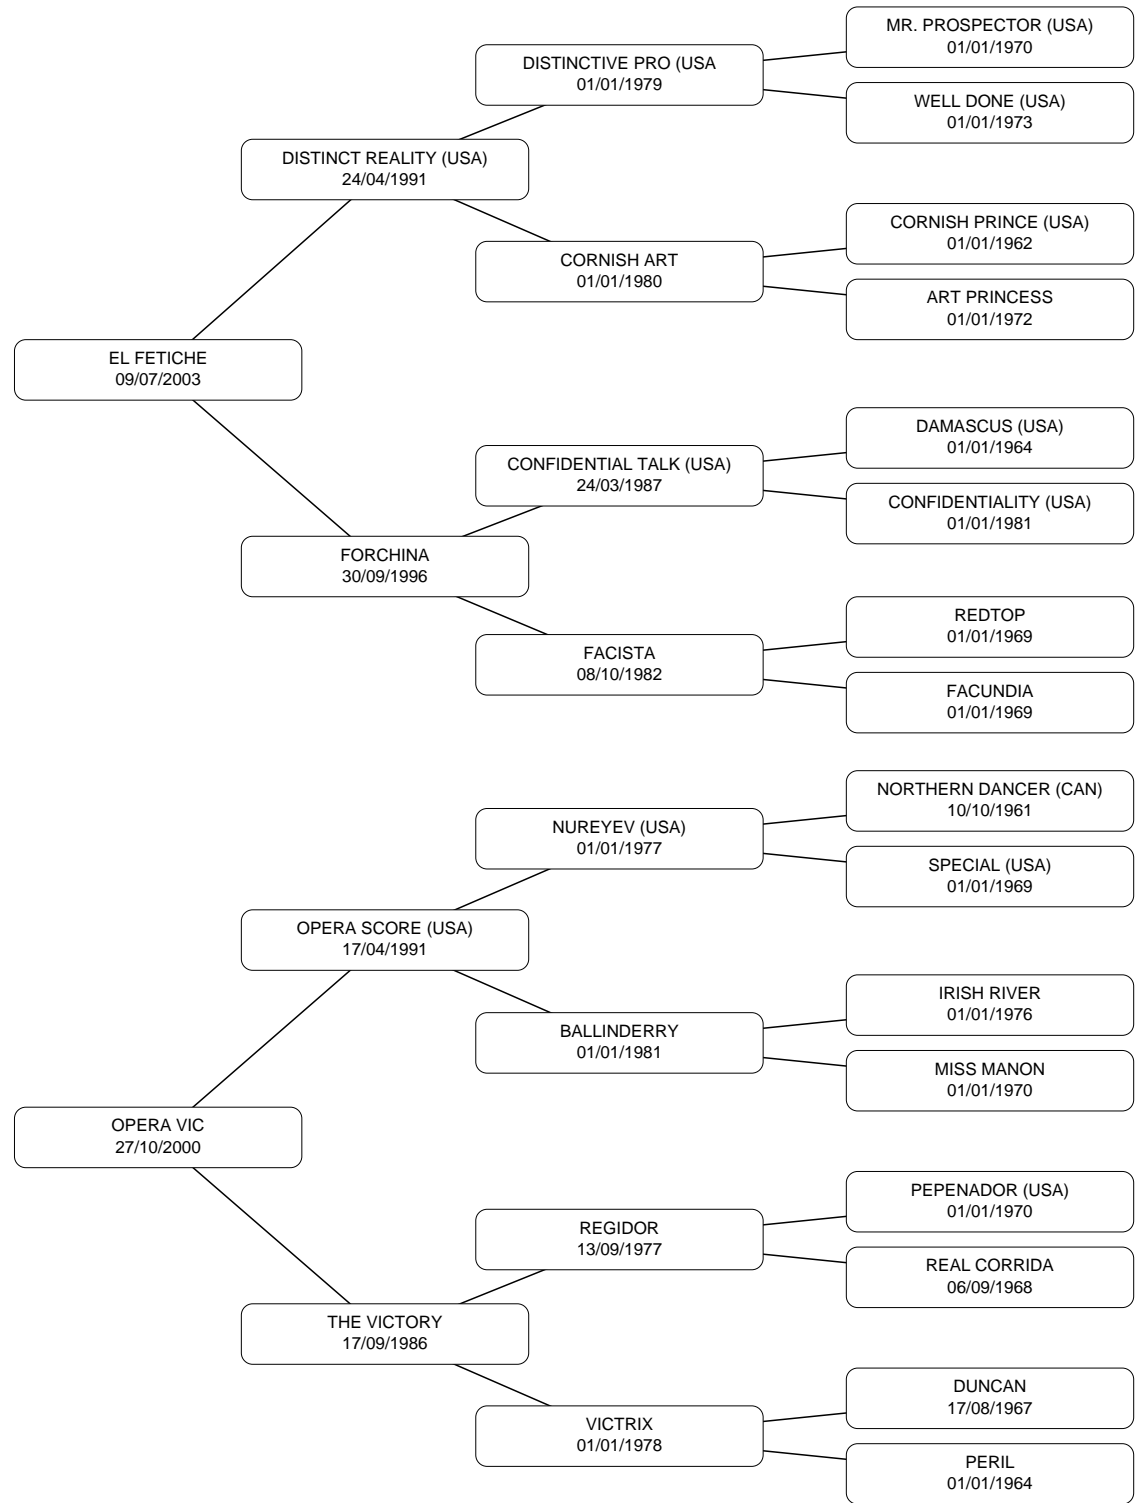 MR. PROSPECTOR (USA)
01/01/1970
DISTINCTIVE PRO (USA
01/01/1979
WELL DONE (USA)
01/01/1973
DISTINCT REALITY (USA)
24/04/1991
CORNISH PRINCE (USA)
01/01/1962
CORNISH ART
01/01/1980
ART PRINCESS
01/01/1972
EL FETICHE
09/07/2003
DAMASCUS (USA)
01/01/1964
CONFIDENTIAL TALK (USA)
24/03/1987
CONFIDENTIALITY (USA)
01/01/1981
FORCHINA
30/09/1996
REDTOP
01/01/1969
FACISTA
08/10/1982
FACUNDIA
01/01/1969
NORTHERN DANCER (CAN)
10/10/1961
NUREYEV (USA)
01/01/1977
SPECIAL (USA)
01/01/1969
OPERA SCORE (USA)
17/04/1991
IRISH RIVER
01/01/1976
BALLINDERRY
01/01/1981
MISS MANON
01/01/1970
OPERA VIC
27/10/2000
PEPENADOR (USA)
01/01/1970
REGIDOR
13/09/1977
REAL CORRIDA
06/09/1968
THE VICTORY
17/09/1986
DUNCAN
17/08/1967
VICTRIX
01/01/1978
PERIL
01/01/1964